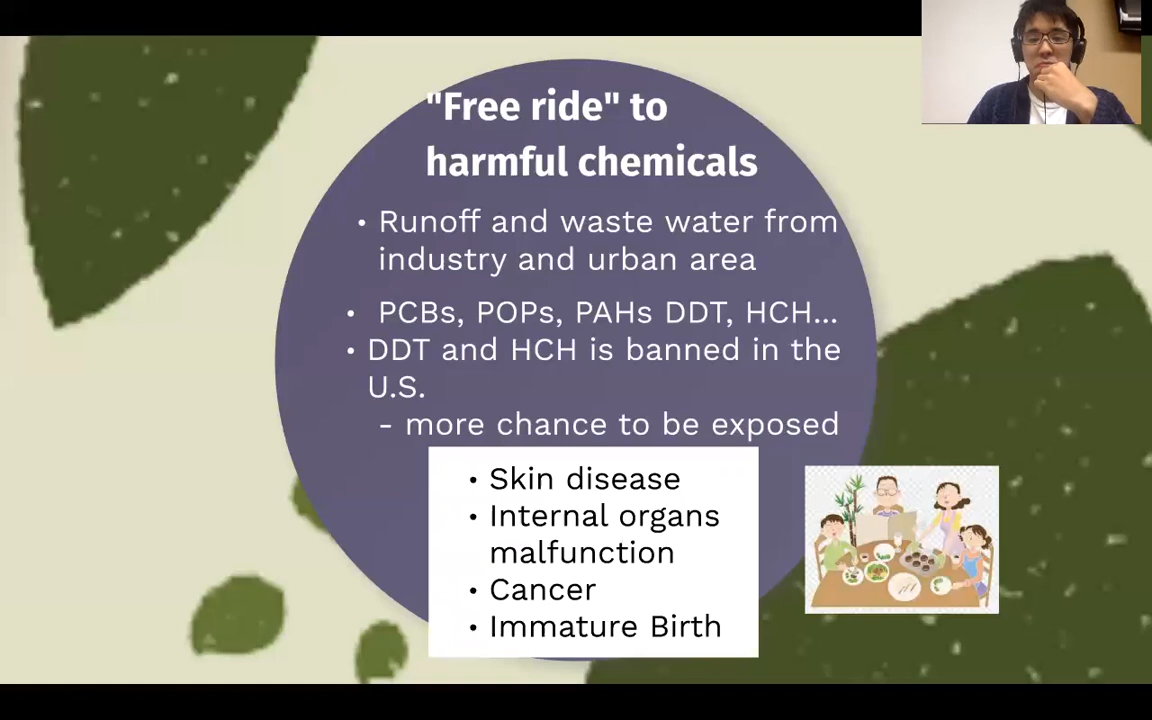 "Free ride" to
harmful chemicals
• Runoff and waste water from
industry and urban area
• PCBs, POPs, PAHs DDT, HCH...
• DDT and HCH is banned in the
U.S.
- more chance to be exposed
• Skin disease
• Internal organs
malfunction
• Cancer
• Immature Birth